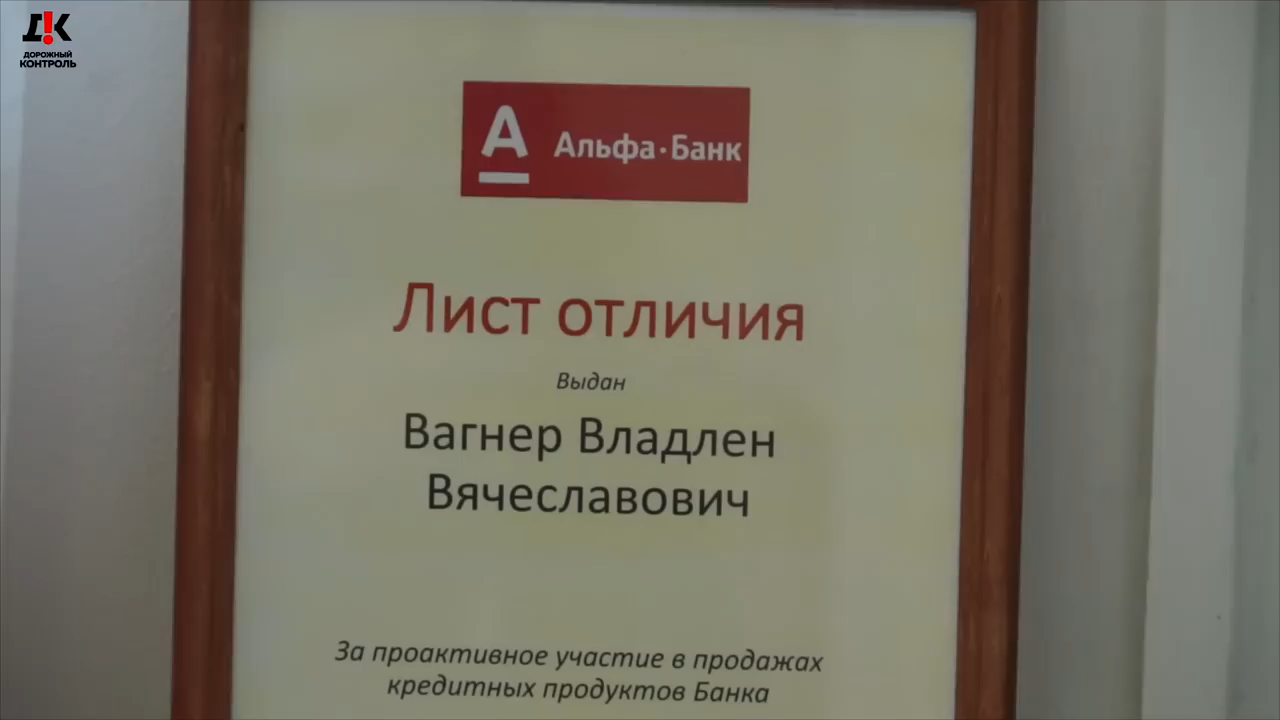 ДК
ДОРОЖНЫЙ
КОНТРОЛЬ
А Альфа·Банк
Лист отличия
Выдан
Вагнер Владлен
Вячеславович
За проактивное участие в продажах
кредитных продуктов Банка